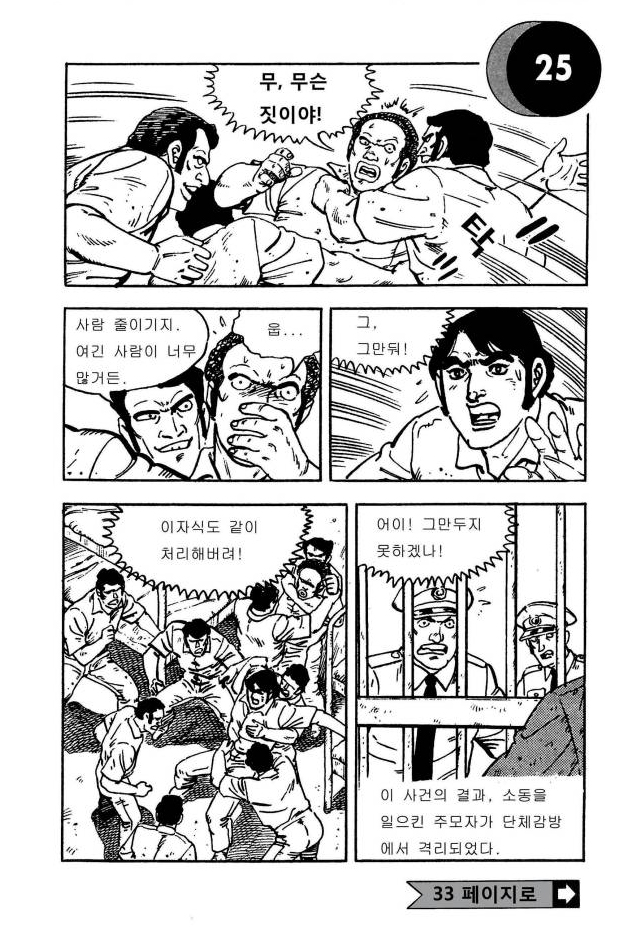 25
무, 무슨
짓이야!
탁
사람 줄이기지.
여긴 사람이 너무
많거든.
웁...
그,
그만둬!
이자식도 같이
처리해버려!
어이! 그만두지
못하겠나!
이 사건의 결과, 소동을
일으킨 주모자가 단체감방
에서 격리되었다.
33 페이지로